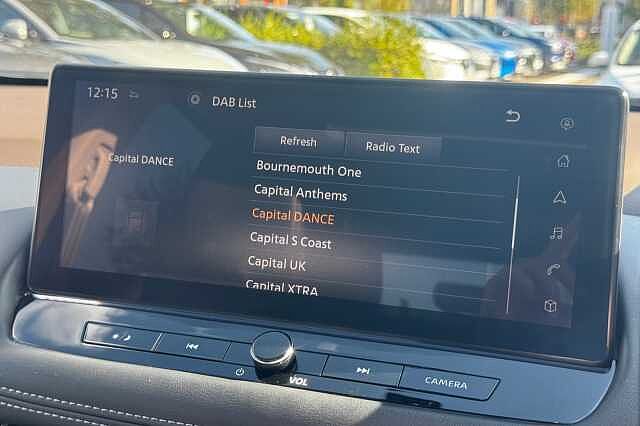 12:15
DAB List
Refresh
Radio Text
Capital DANCE
Bournemouth One
Capital Anthems
Capital DANCE
Capital S Coast
Capital UK
Capital XTRA
VOL
CAMERA